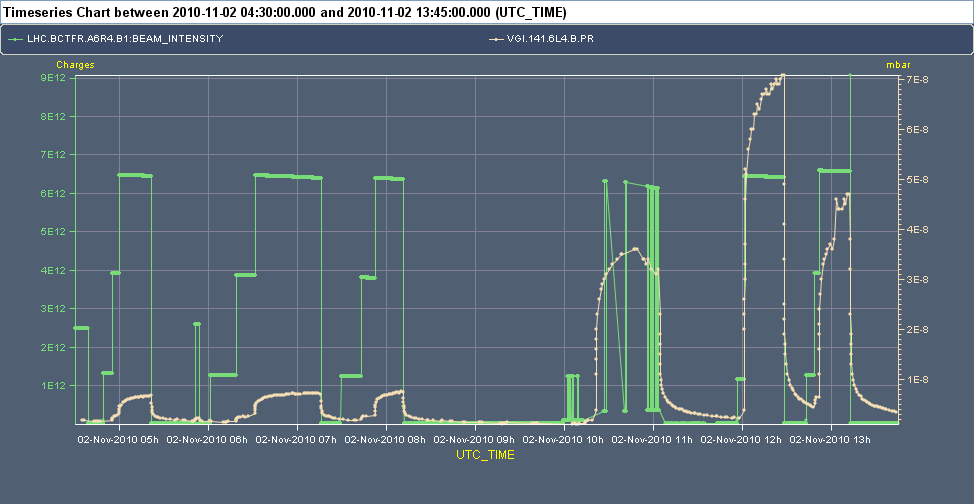 Timeseries Chart between 2010-11-02 04:30:00.000 and 2010-11-02 13:45:00.000 (UTC_TIME)
LHC.BCTFR.A6R4.B1:BEAM_INTENSITY VGI.141.6L4.B.PR
Charges mbar
9E12 7E-8
8E12
6E-8
7E12
5E-8
6E12
5E12 4E-8
4E12
3E-8
3E12
2E-8
2E12
1E12 1E-8
02-Nov-2010 05h 02-Nov-2010 06h 02-Nov-2010 07h 02-Nov-2010 08h 02-Nov-2010 09h 02-Nov-2010 10h 02-Nov-2010 11h 02-Nov-2010 12h 02-Nov-2010 13h
UTC_TIME